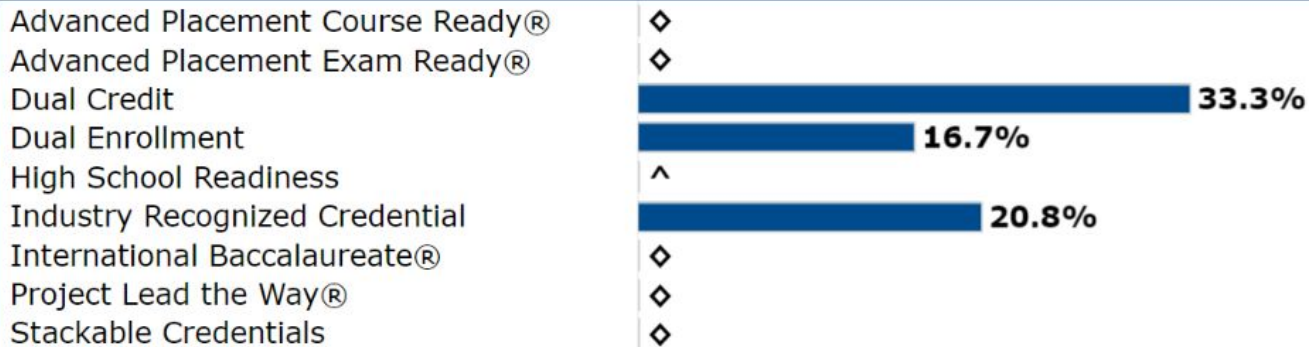 Advanced Placement Course Ready® ◇
Advanced Placement Exam Ready® ◇
Dual Credit 33.3%
Dual Enrollment 16.7%
High School Readiness ^
Industry Recognized Credential 20.8%
International Baccalaureate® ◇
Project Lead the Way® ◇
Stackable Credentials ◇